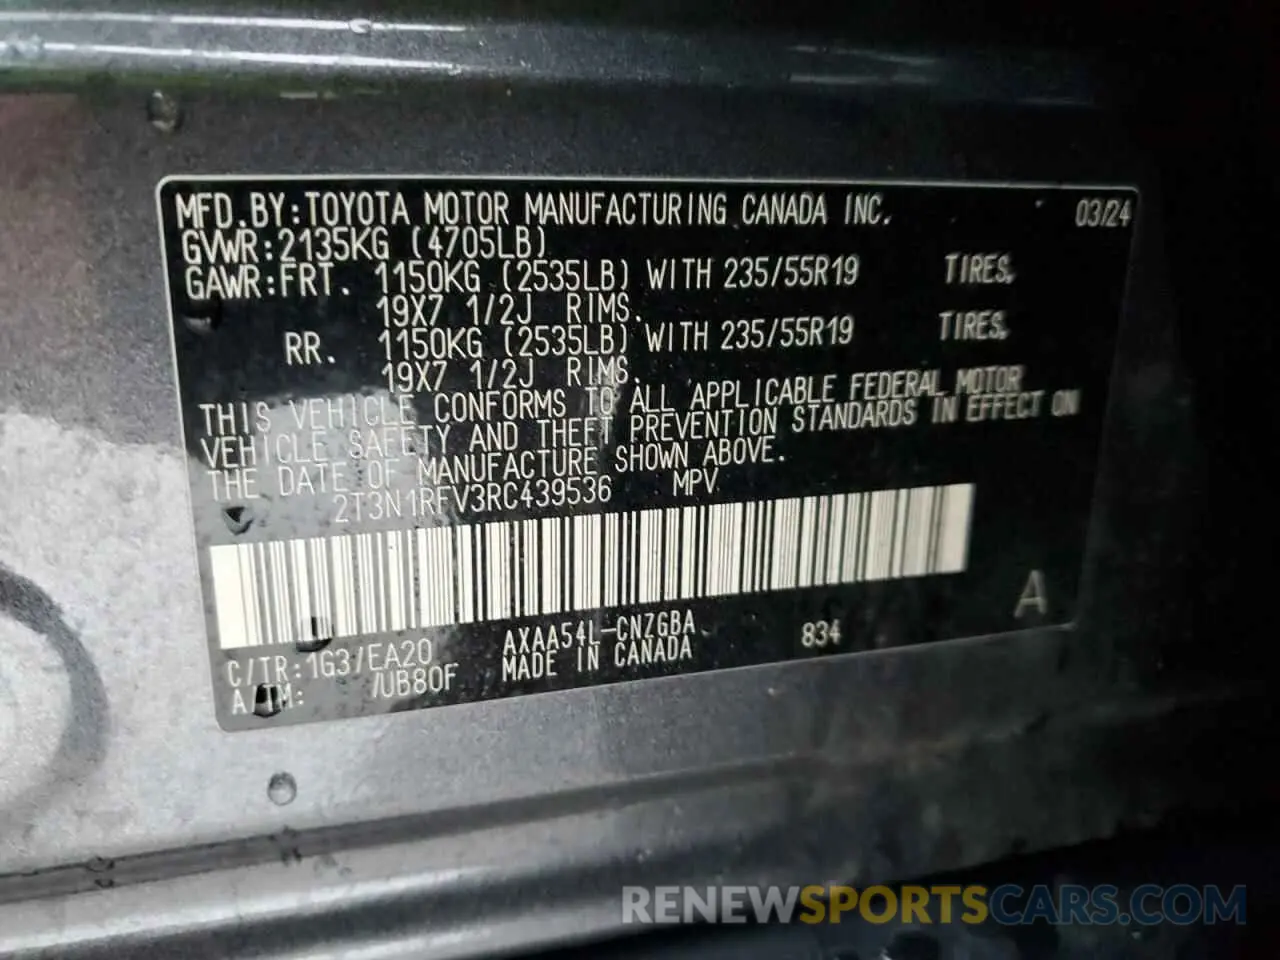 MFD.BY:TOYOTA MOTOR MANUFACTURING CANADA INC. 03/24
GVWR:2135KG (4705LB)
GAWR:FRT. 1150KG (2535LB) WITH 235/55R19 TIRES,
19X7 1/2J RIMS.
RR. 1150KG (2535LB) WITH 235/55R19 TIRES,
19X7 1/2J RIMS.
THIS VEHICLE CONFORMS TO ALL APPLICABLE FEDERAL MOTOR
VEHICLE SAFETY AND THEFT PREVENTION STANDARDS IN EFFECT ON
THE DATE OF MANUFACTURE SHOWN ABOVE.
2T3N1RFV3RC439536 MPV
C/TR:1G3/EA20 AXAA54L-CNZGBA 834 A
A/TM: /UB80F MADE IN CANADA
RENEWSPORTSCARS.COM